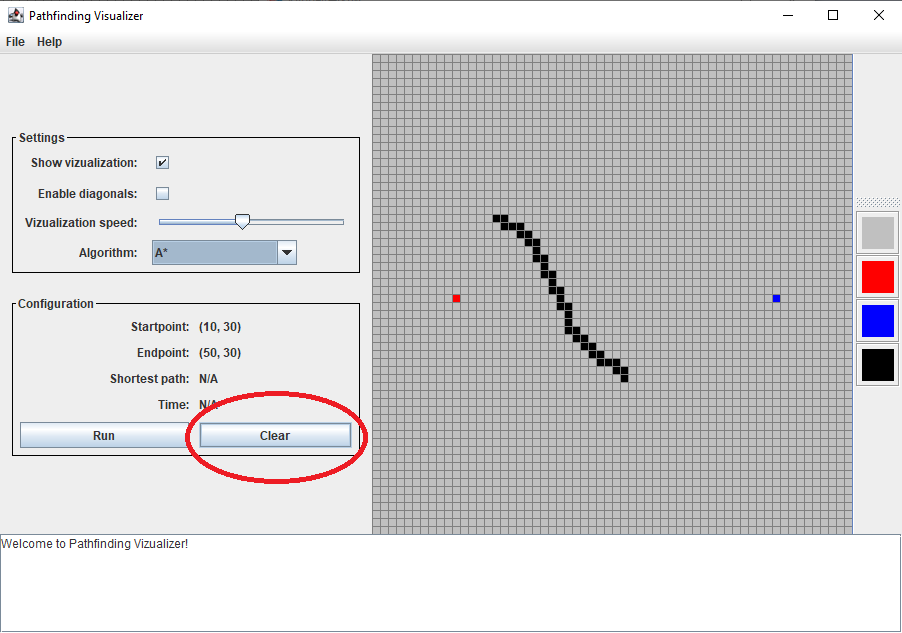 Pathfinding Visualizer
File Help
Settings
Show vizualization:
Enable diagonals:
Vizualization speed:
Algorithm: A*
Configuration
Startpoint: (10, 30)
Endpoint: (50, 30)
Shortest path: N/A
Time: N/A
Run Clear
Welcome to Pathfinding Vizualizer!